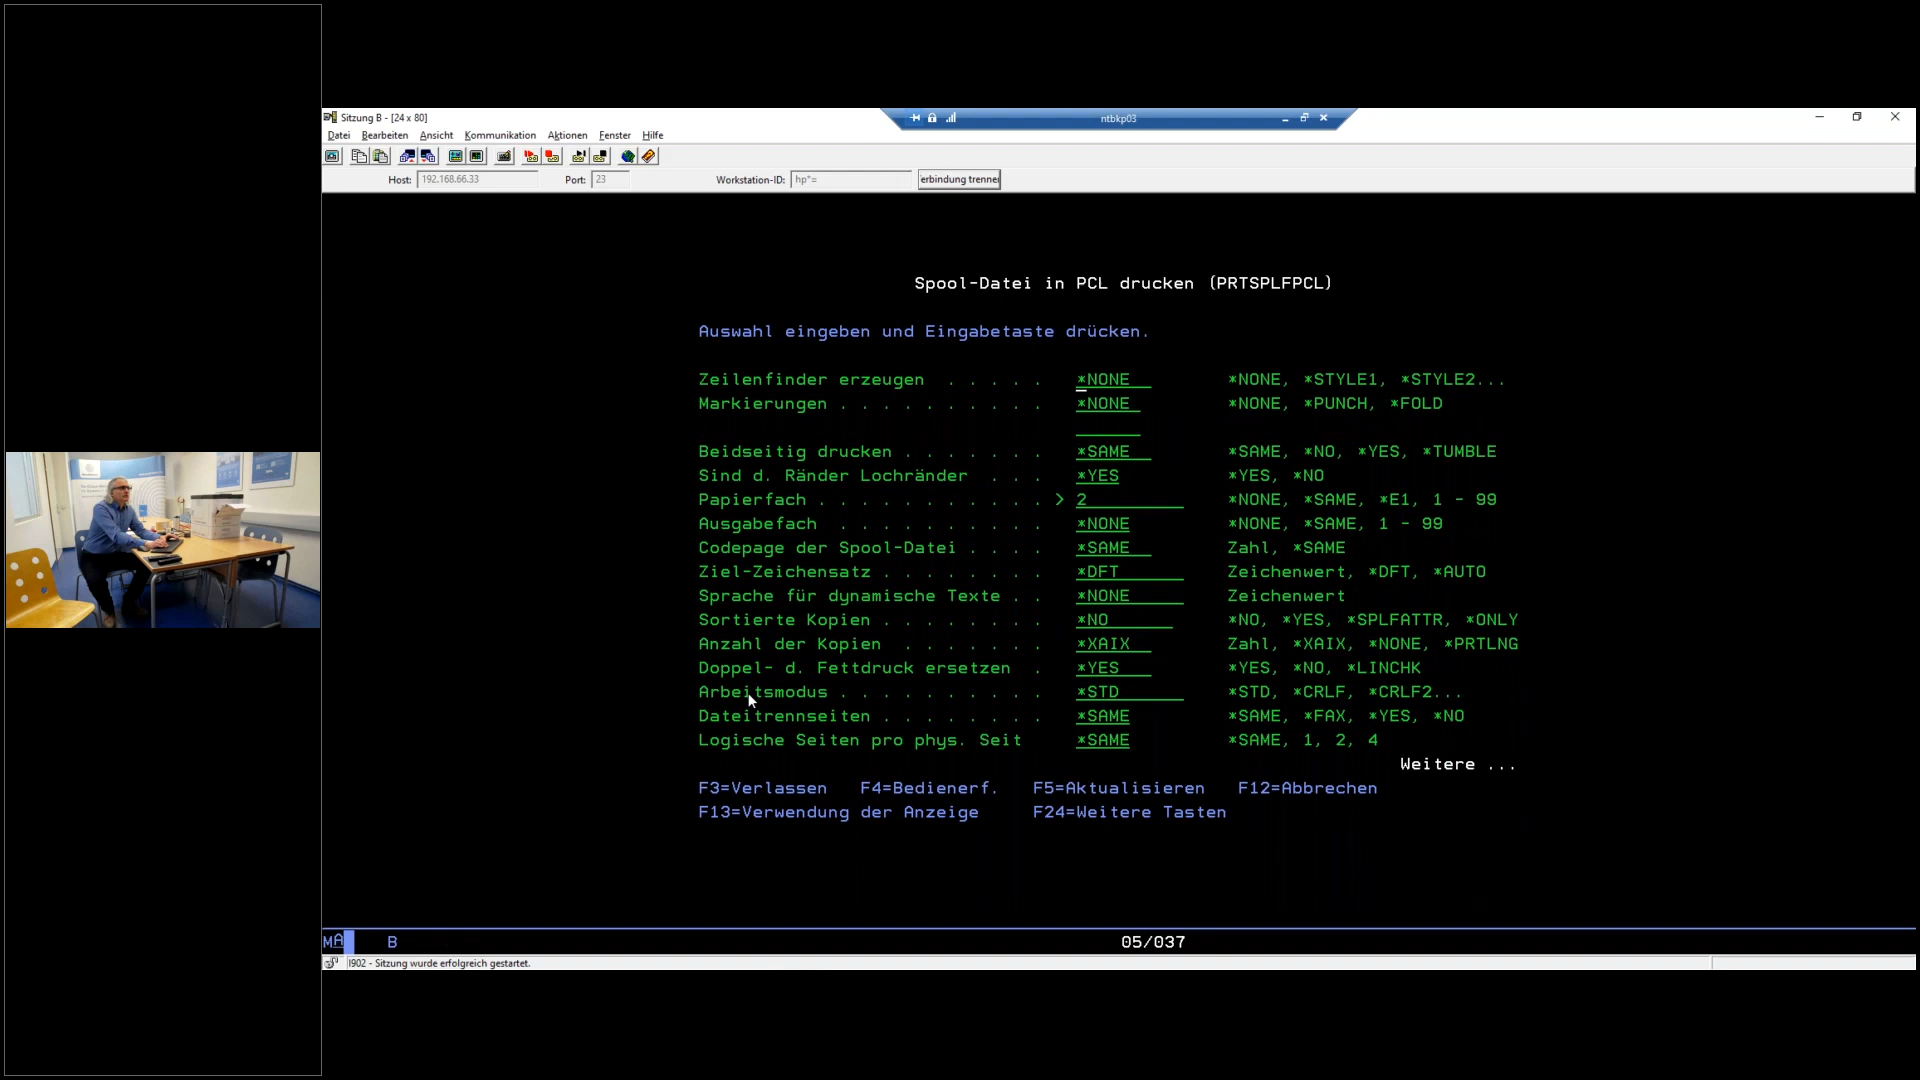 Sitzung B - [24 x 80]
ntbkp03
Datei Bearbeiten Ansicht Kommunikation Aktionen Fenster Hilfe
Host: 192.168.66.33 Port: 23 Workstation-ID: hp*= erbindung trenne
Spool-Datei in PCL drucken (PRTSPLFPCL)
Auswahl eingeben und Eingabetaste drücken.
Zeilenfinder erzeugen . . . . . *NONE *NONE, *STYLE1, *STYLE2...
Markierungen . . . . . . . . . . *NONE *NONE, *PUNCH, *FOLD
Beidseitig drucken . . . . . . . *SAME *SAME, *NO, *YES, *TUMBLE
Sind d. Ränder Lochränder . . . *YES *YES, *NO
Papierfach . . . . . . . . . . . > 2 *NONE, *SAME, *E1, 1 - 99
Ausgabefach . . . . . . . . . . *NONE *NONE, *SAME, 1 - 99
Codepage der Spool-Datei . . . . *SAME Zahl, *SAME
Ziel-Zeichensatz . . . . . . . . *DFT Zeichenwert, *DFT, *AUTO
Sprache für dynamische Texte . . *NONE Zeichenwert
Sortierte Kopien . . . . . . . . *NO *NO, *YES, *SPLFATTR, *ONLY
Anzahl der Kopien . . . . . . . *XAIX Zahl, *XAIX, *NONE, *PRTLNG
Doppel- d. Fettdruck ersetzen . *YES *YES, *NO, *LINCHK
Arbeitsmodus . . . . . . . . . . *STD *STD, *CRLF, *CRLF2...
Dateitrennseiten . . . . . . . . *SAME *SAME, *FAX, *YES, *NO
Logische Seiten pro phys. Seit *SAME *SAME, 1, 2, 4
Weitere ...
F3=Verlassen F4=Bedienerf. F5=Aktualisieren F12=Abbrechen
F13=Verwendung der Anzeige F24=Weitere Tasten
MA B 05/037
I902 - Sitzung wurde erfolgreich gestartet.